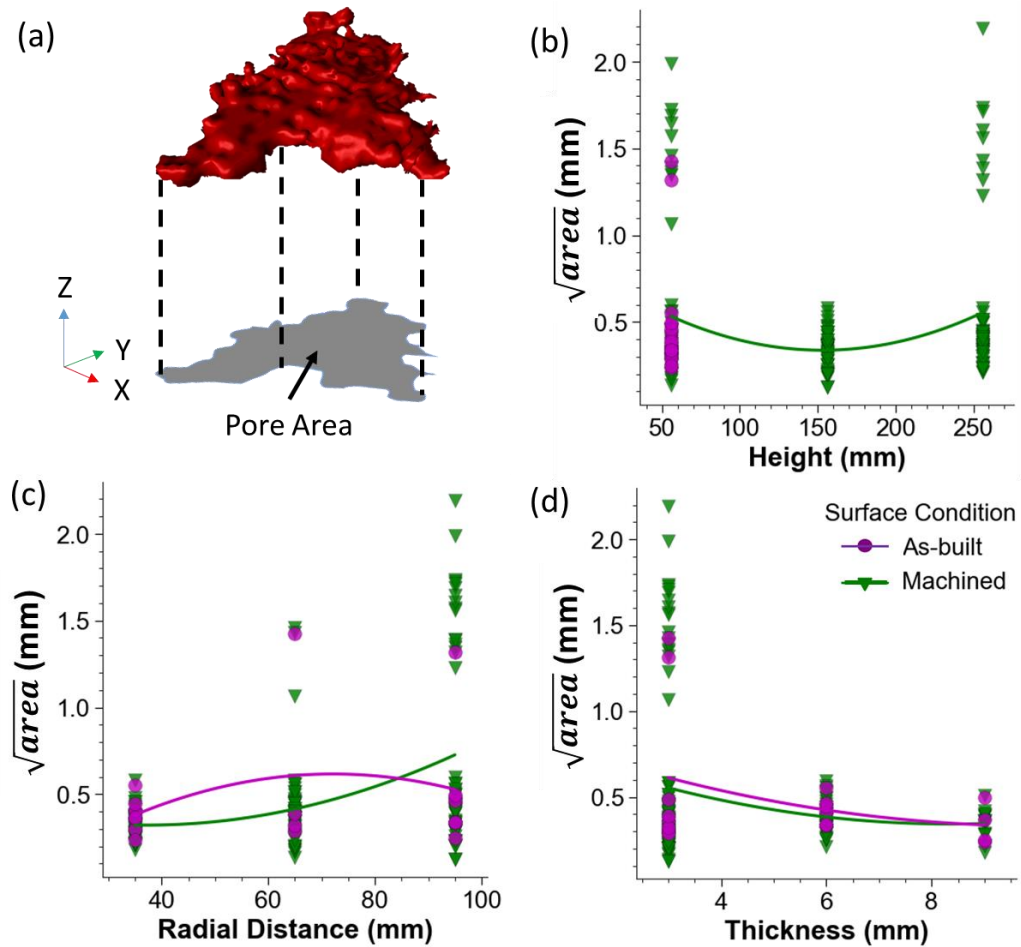 (a)
Z
Y
X
Pore Area
(b)
√area (mm)
2.0
1.5
1.0
0.5
50 100 150 200 250
Height (mm)
(c)
√area (mm)
2.0
1.5
1.0
0.5
40 60 80 100
Radial Distance (mm)
(d)
√area (mm)
2.0
1.5
1.0
0.5
4 6 8
Thickness (mm)
Surface Condition
As-built
Machined